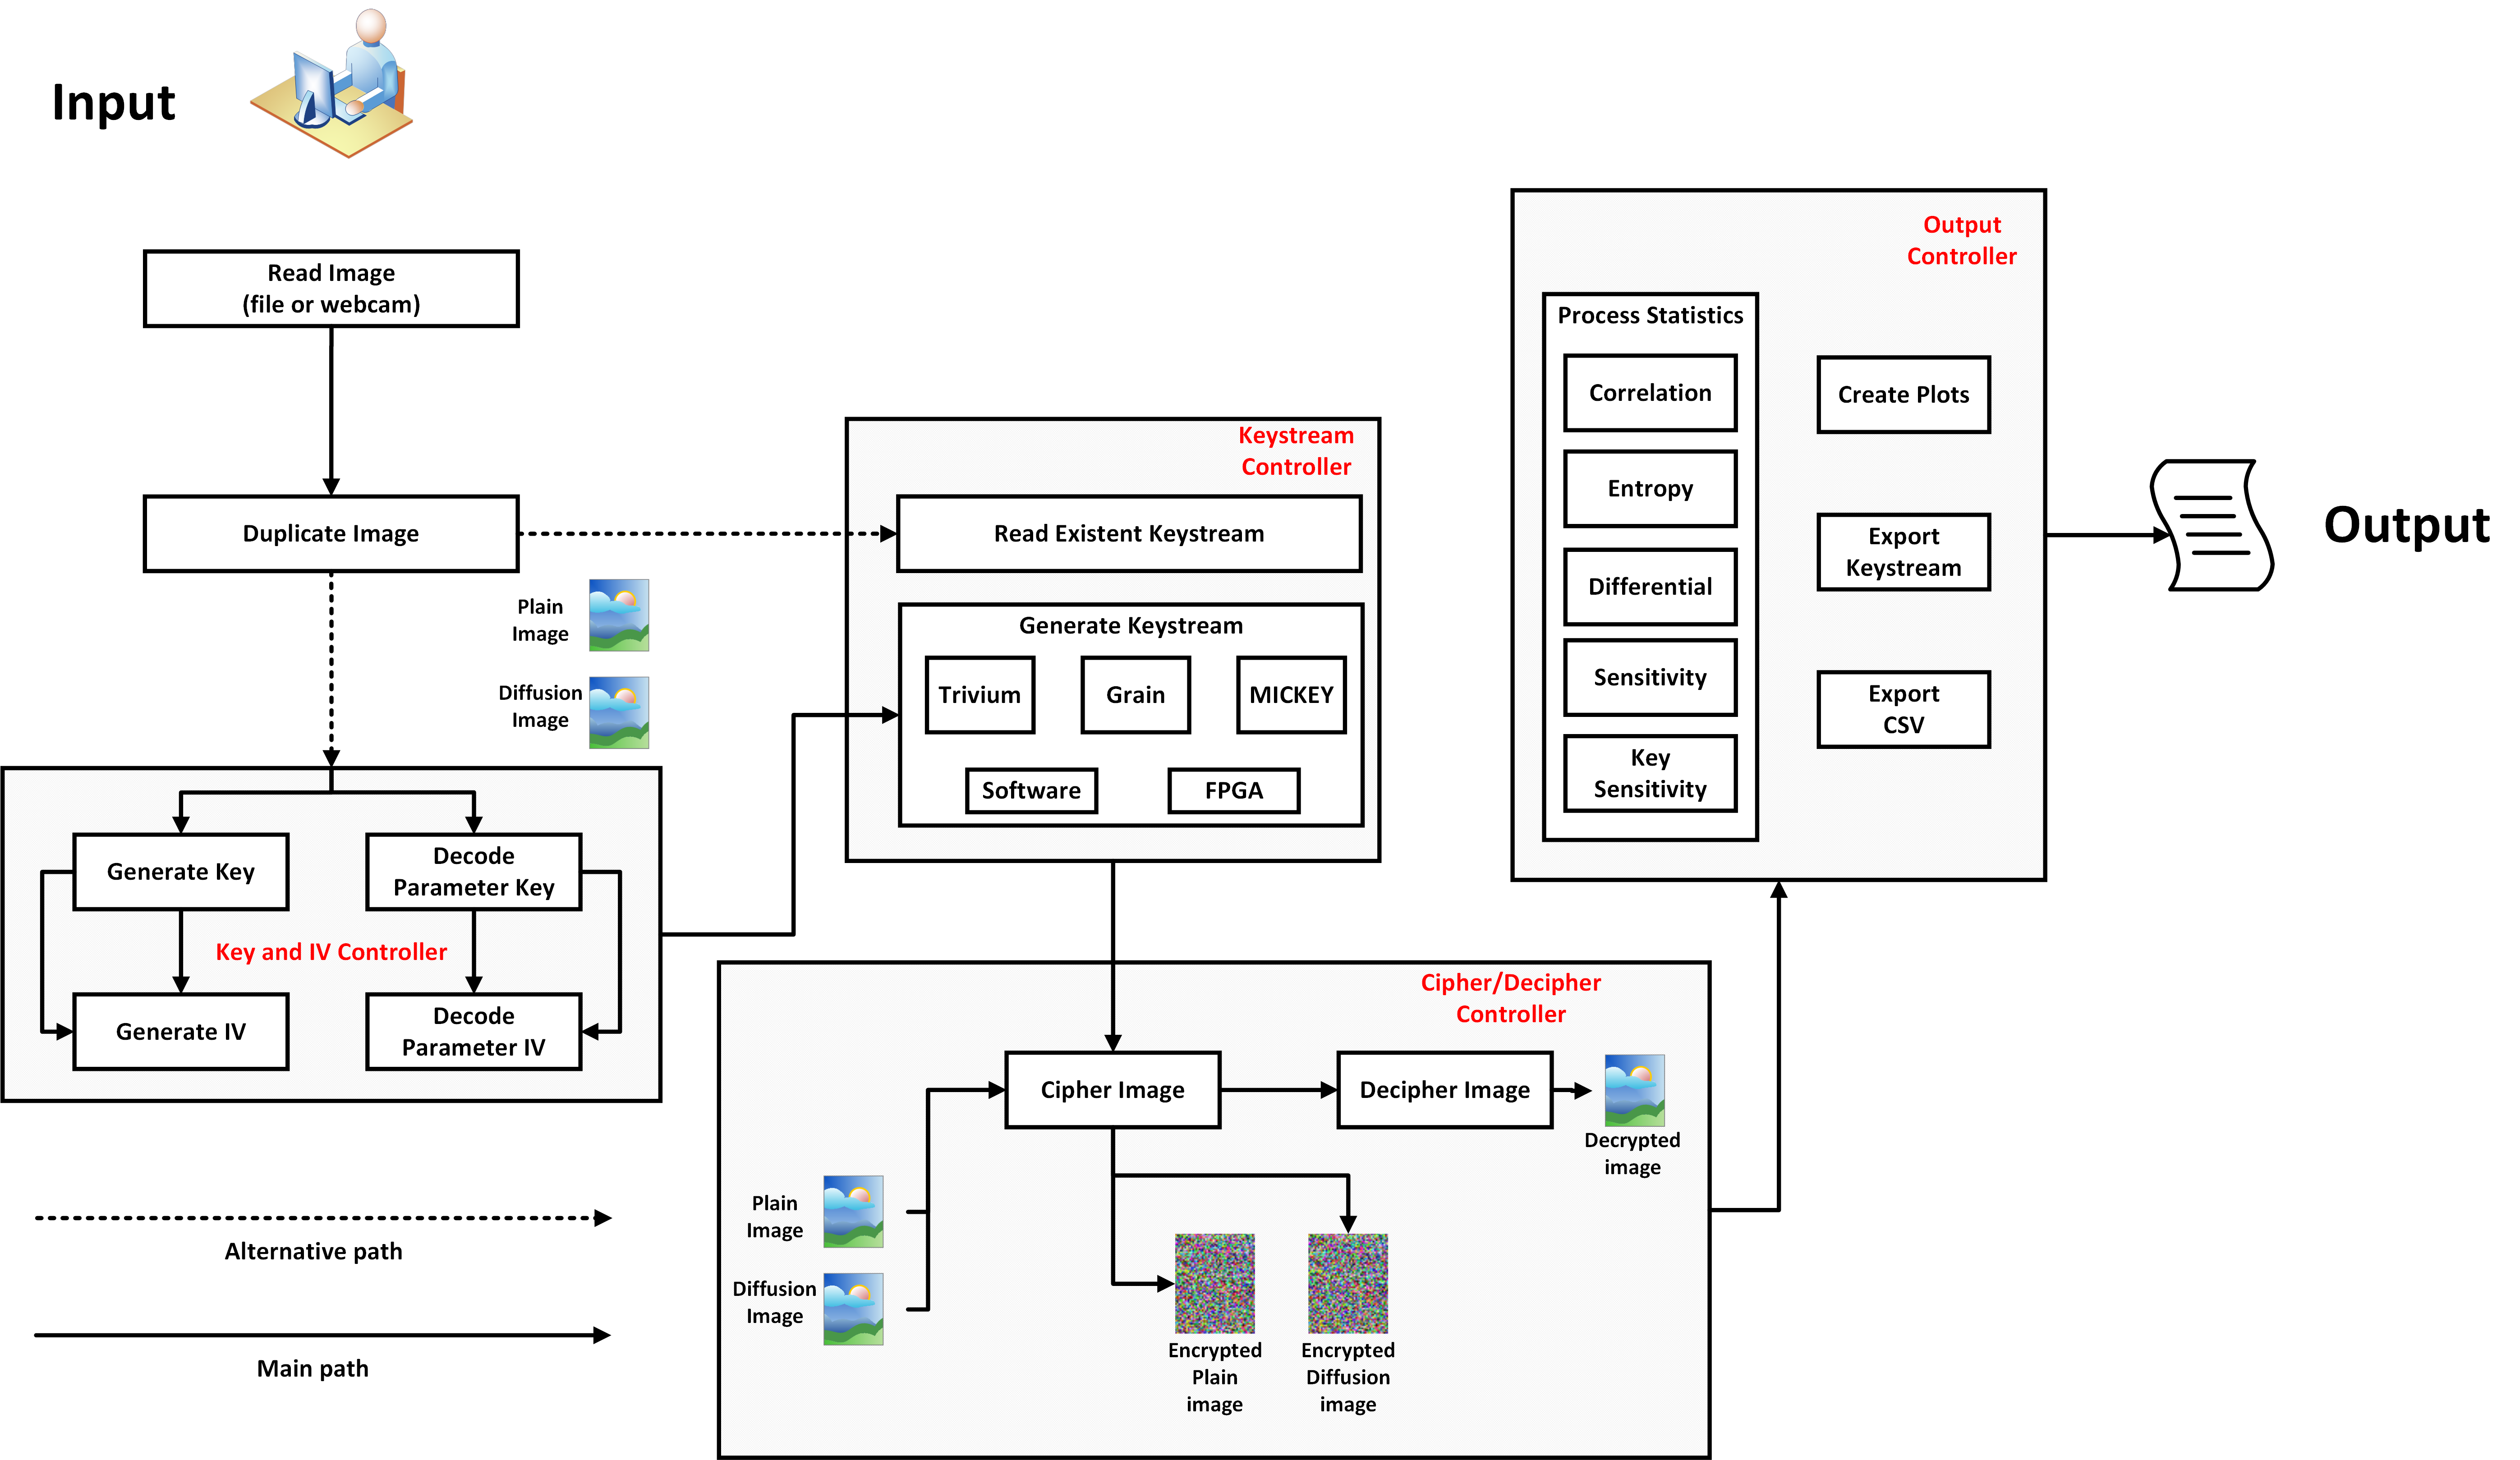 Input
Read Image
(file or webcam)
Duplicate Image
Plain
Image
Diffusion
Image
Generate Key
Decode
Parameter Key
Key and IV Controller
Generate IV
Decode
Parameter IV
Alternative path
Main path
Keystream
Controller
Read Existent Keystream
Generate Keystream
Trivium
Grain
MICKEY
Software
FPGA
Cipher/Decipher
Controller
Cipher Image
Decipher Image
Decrypted
image
Plain
Image
Diffusion
Image
Encrypted
Plain
image
Encrypted
Diffusion
image
Output
Controller
Process Statistics
Correlation
Entropy
Differential
Sensitivity
Key
Sensitivity
Create Plots
Export
Keystream
Export
CSV
Output